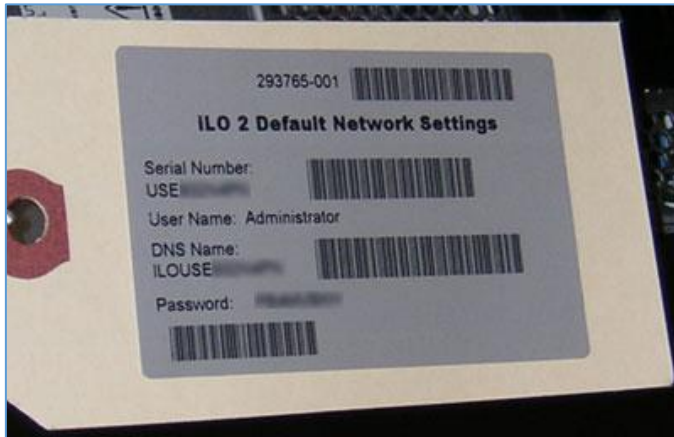 293765-001
iLO 2 Default Network Settings
Serial Number:
USE
User Name: Administrator
DNS Name:
ILOUSE
Password: